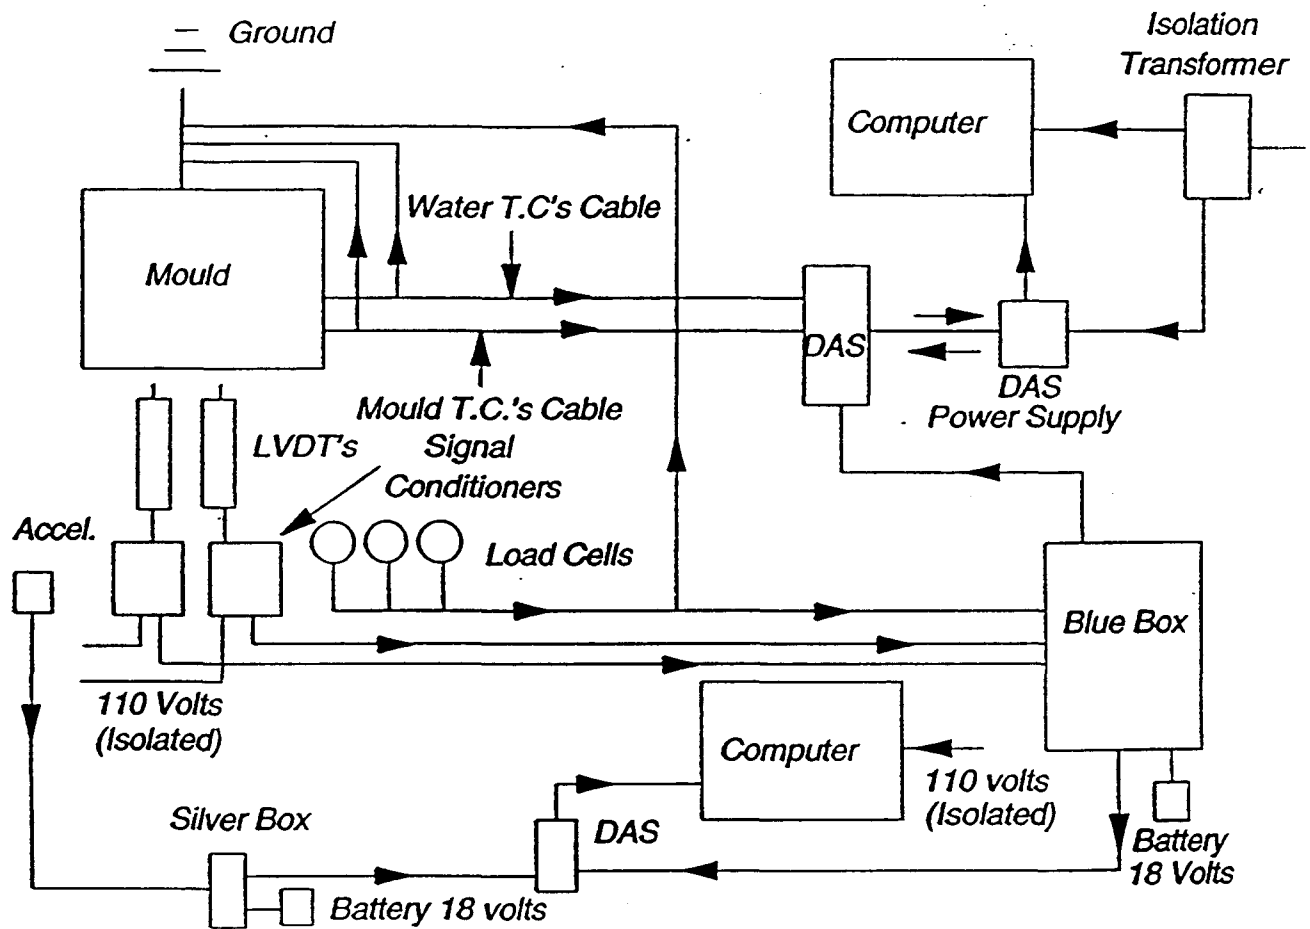 Ground
Isolation
Transformer
Computer
Water T.C's Cable
Mould
DAS
DAS
Power Supply
Mould T.C.'s Cable
LVDT's
Signal
Conditioners
Accel.
Load Cells
Blue Box
110 Volts
(Isolated)
Computer
110 volts
(Isolated)
Silver Box
DAS
Battery
18 Volts
Battery 18 volts